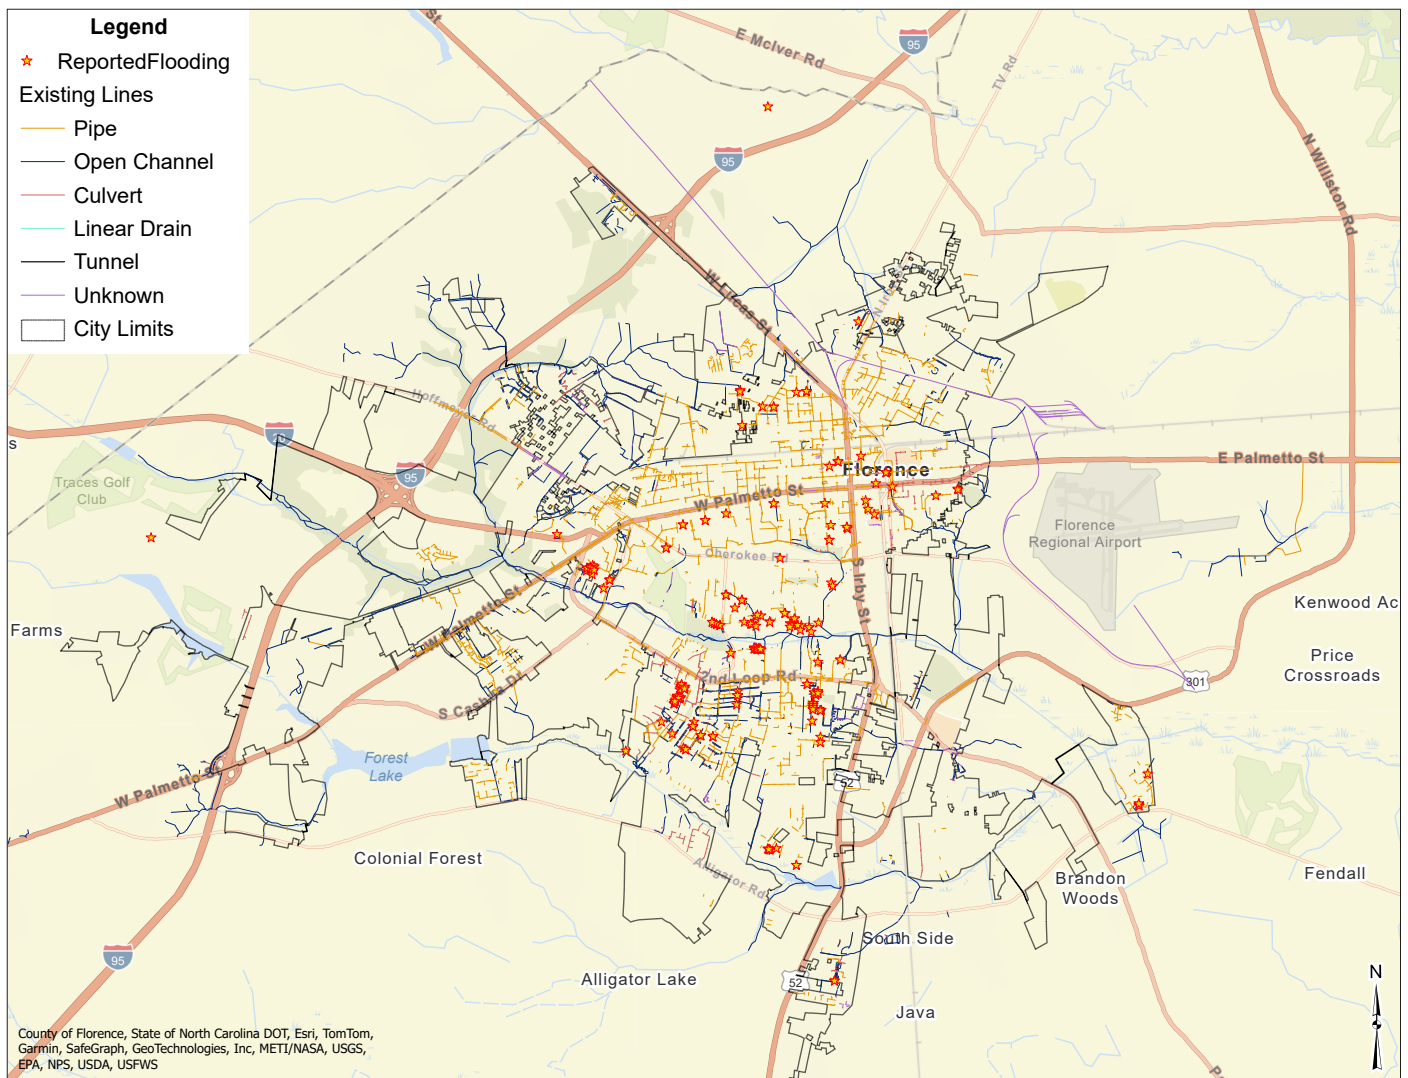 Legend
ReportedFlooding
Existing Lines
Pipe
Open Channel
Culvert
Linear Drain
Tunnel
Unknown
City Limits
St
E McIver Rd
95
TV Rd
95
N Williston Rd
W Lucas St
N Ir
Hoffmeyer Rd
s
20
95
Traces Golf
Club
Florence
E Palmetto St
W Palmetto St
Florence
Regional Airport
Cherokee Rd
S Irby St
Farms
W Palmetto St
Kenwood Ac
Price
Crossroads
301
2nd Loop Rd
S Cashua Dr
Forest
Lake
W Palmetto St
52
Colonial Forest
Alligator Rd
Brandon
Woods
Fendall
South Side
95
Alligator Lake
52
Java
N
County of Florence, State of North Carolina DOT, Esri, TomTom,
Garmin, SafeGraph, GeoTechnologies, Inc, METI/NASA, USGS,
EPA, NPS, USDA, USFWS